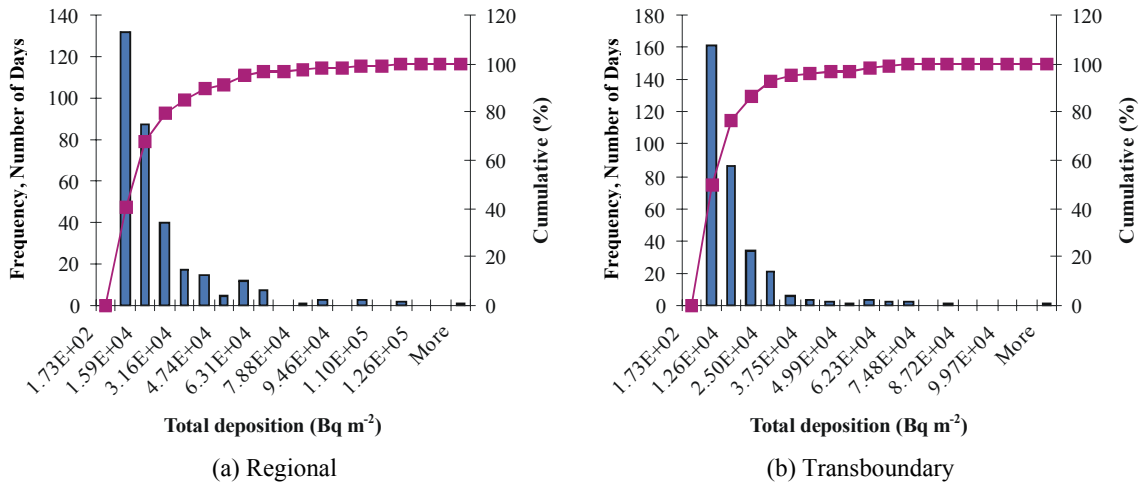 Frequency, Number of Days
140
120
100
80
60
40
20
0
120
100
80
60
40
20
0
Cumulative (%)
1.73E+02
1.59E+04
3.16E+04
4.74E+04
6.31E+04
7.88E+04
9.46E+04
1.10E+05
1.26E+05
More
Total deposition (Bq m⁻²)
(a) Regional
Frequency, Number of Days
180
160
140
120
100
80
60
40
20
0
120
100
80
60
40
20
0
Cumulative (%)
1.73E+02
1.26E+04
2.50E+04
3.75E+04
4.99E+04
6.23E+04
7.48E+04
8.72E+04
9.97E+04
More
Total deposition (Bq m⁻²)
(b) Transboundary